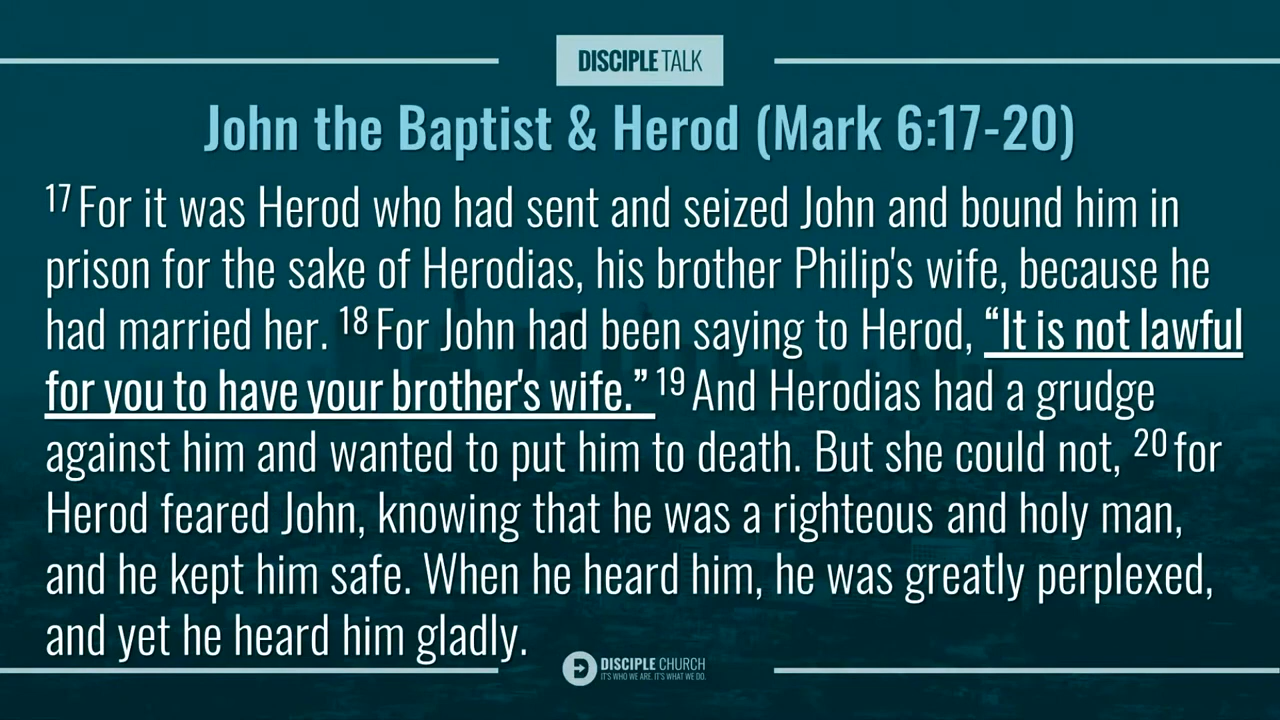 DISCIPLE TALK
John the Baptist & Herod (Mark 6:17-20)
17 For it was Herod who had sent and seized John and bound him in
prison for the sake of Herodias, his brother Philip's wife, because he
had married her. 18 For John had been saying to Herod, “It is not lawful
for you to have your brother's wife.” 19 And Herodias had a grudge
against him and wanted to put him to death. But she could not, 20 for
Herod feared John, knowing that he was a righteous and holy man,
and he kept him safe. When he heard him, he was greatly perplexed,
and yet he heard him gladly.
DISCIPLE CHURCH
IT'S WHO WE ARE. IT'S WHAT WE DO.